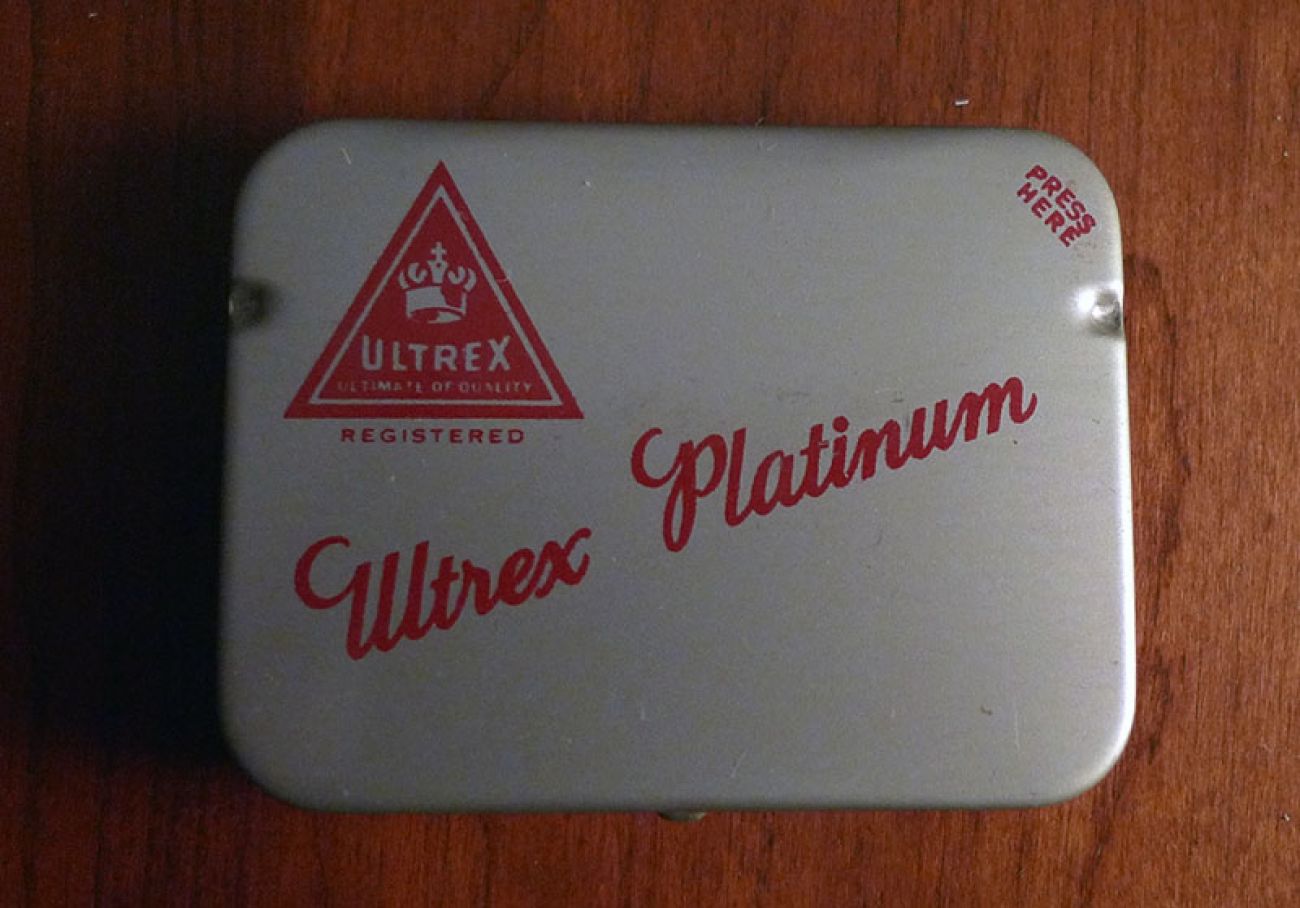 PRESS
HERE
ULTREX
ULTIMATE OF QUALITY
REGISTERED
Ultrex Platinum